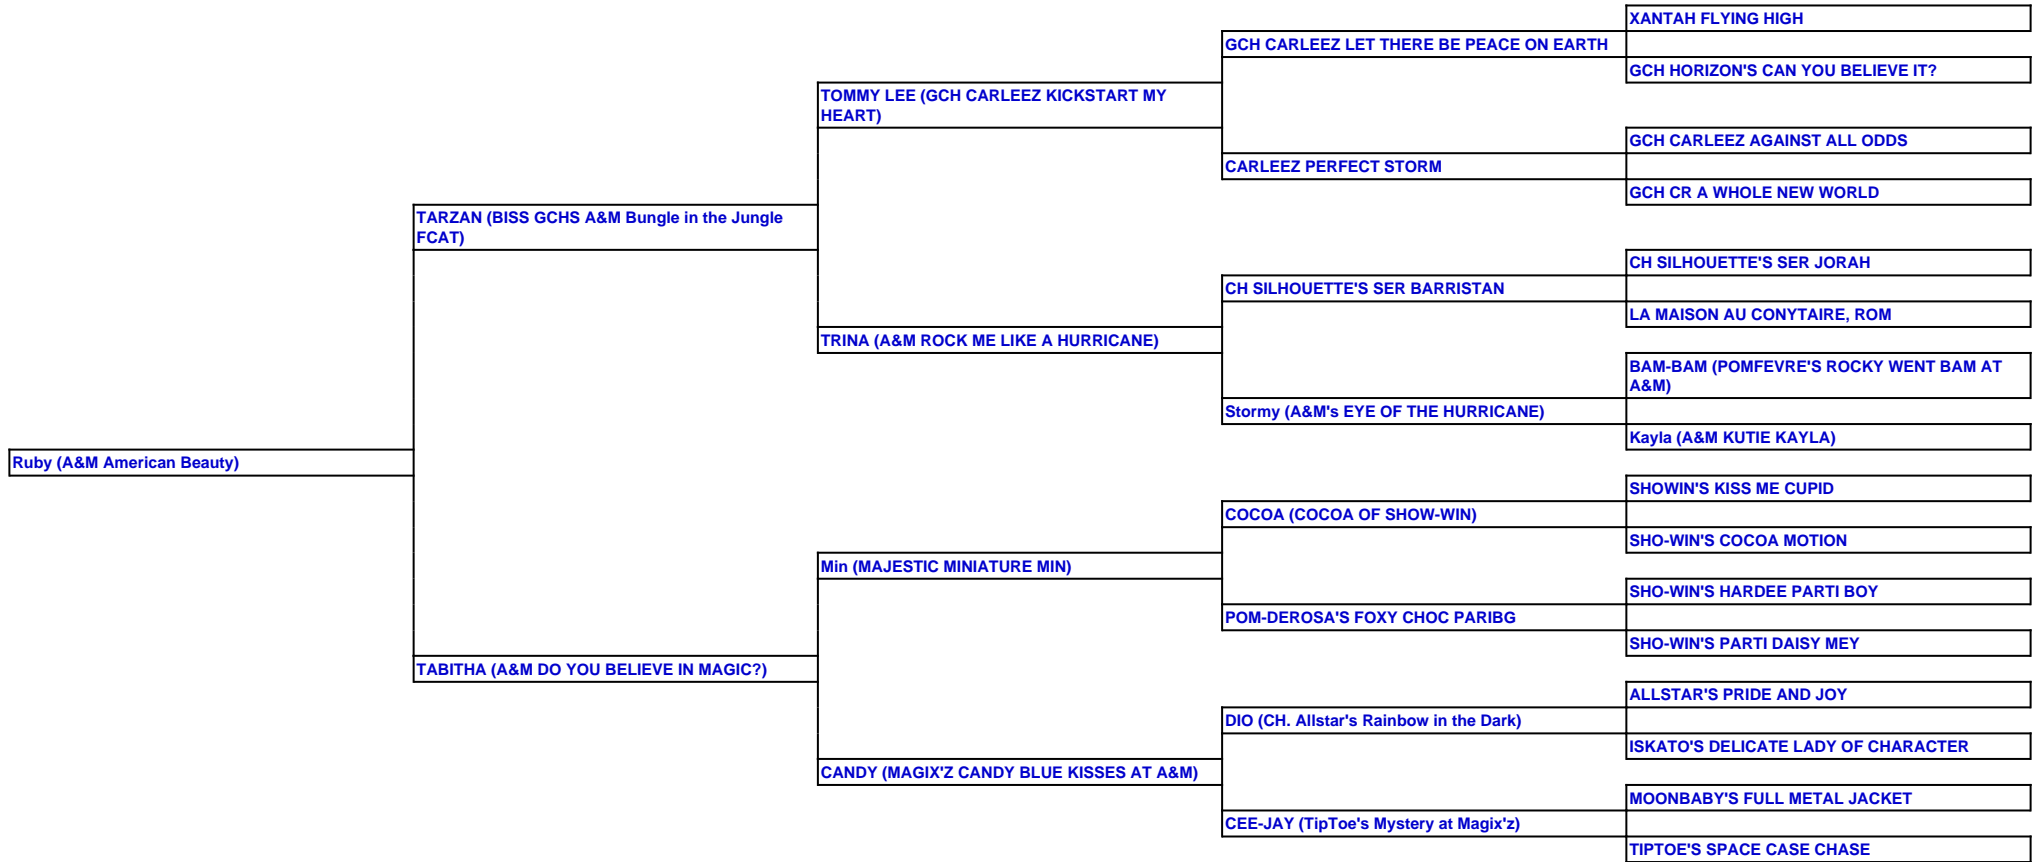 XANTAH FLYING HIGH
GCH CARLEEZ LET THERE BE PEACE ON EARTH
GCH HORIZON'S CAN YOU BELIEVE IT?
TOMMY LEE (GCH CARLEEZ KICKSTART MY
HEART)
GCH CARLEEZ AGAINST ALL ODDS
CARLEEZ PERFECT STORM
GCH CR A WHOLE NEW WORLD
TARZAN (BISS GCHS A&M Bungle in the Jungle
FCAT)
CH SILHOUETTE'S SER JORAH
CH SILHOUETTE'S SER BARRISTAN
LA MAISON AU CONYTAIRE, ROM
TRINA (A&M ROCK ME LIKE A HURRICANE)
BAM-BAM (POMFEVRE'S ROCKY WENT BAM AT
A&M)
Stormy (A&M's EYE OF THE HURRICANE)
Kayla (A&M KUTIE KAYLA)
Ruby (A&M American Beauty)
SHOWIN'S KISS ME CUPID
COCOA (COCOA OF SHOW-WIN)
SHO-WIN'S COCOA MOTION
Min (MAJESTIC MINIATURE MIN)
SHO-WIN'S HARDEE PARTI BOY
POM-DEROSA'S FOXY CHOC PARIBG
SHO-WIN'S PARTI DAISY MEY
TABITHA (A&M DO YOU BELIEVE IN MAGIC?)
ALLSTAR'S PRIDE AND JOY
DIO (CH. Allstar's Rainbow in the Dark)
ISKATO'S DELICATE LADY OF CHARACTER
CANDY (MAGIX'Z CANDY BLUE KISSES AT A&M)
MOONBABY'S FULL METAL JACKET
CEE-JAY (TipToe's Mystery at Magix'z)
TIPTOE'S SPACE CASE CHASE